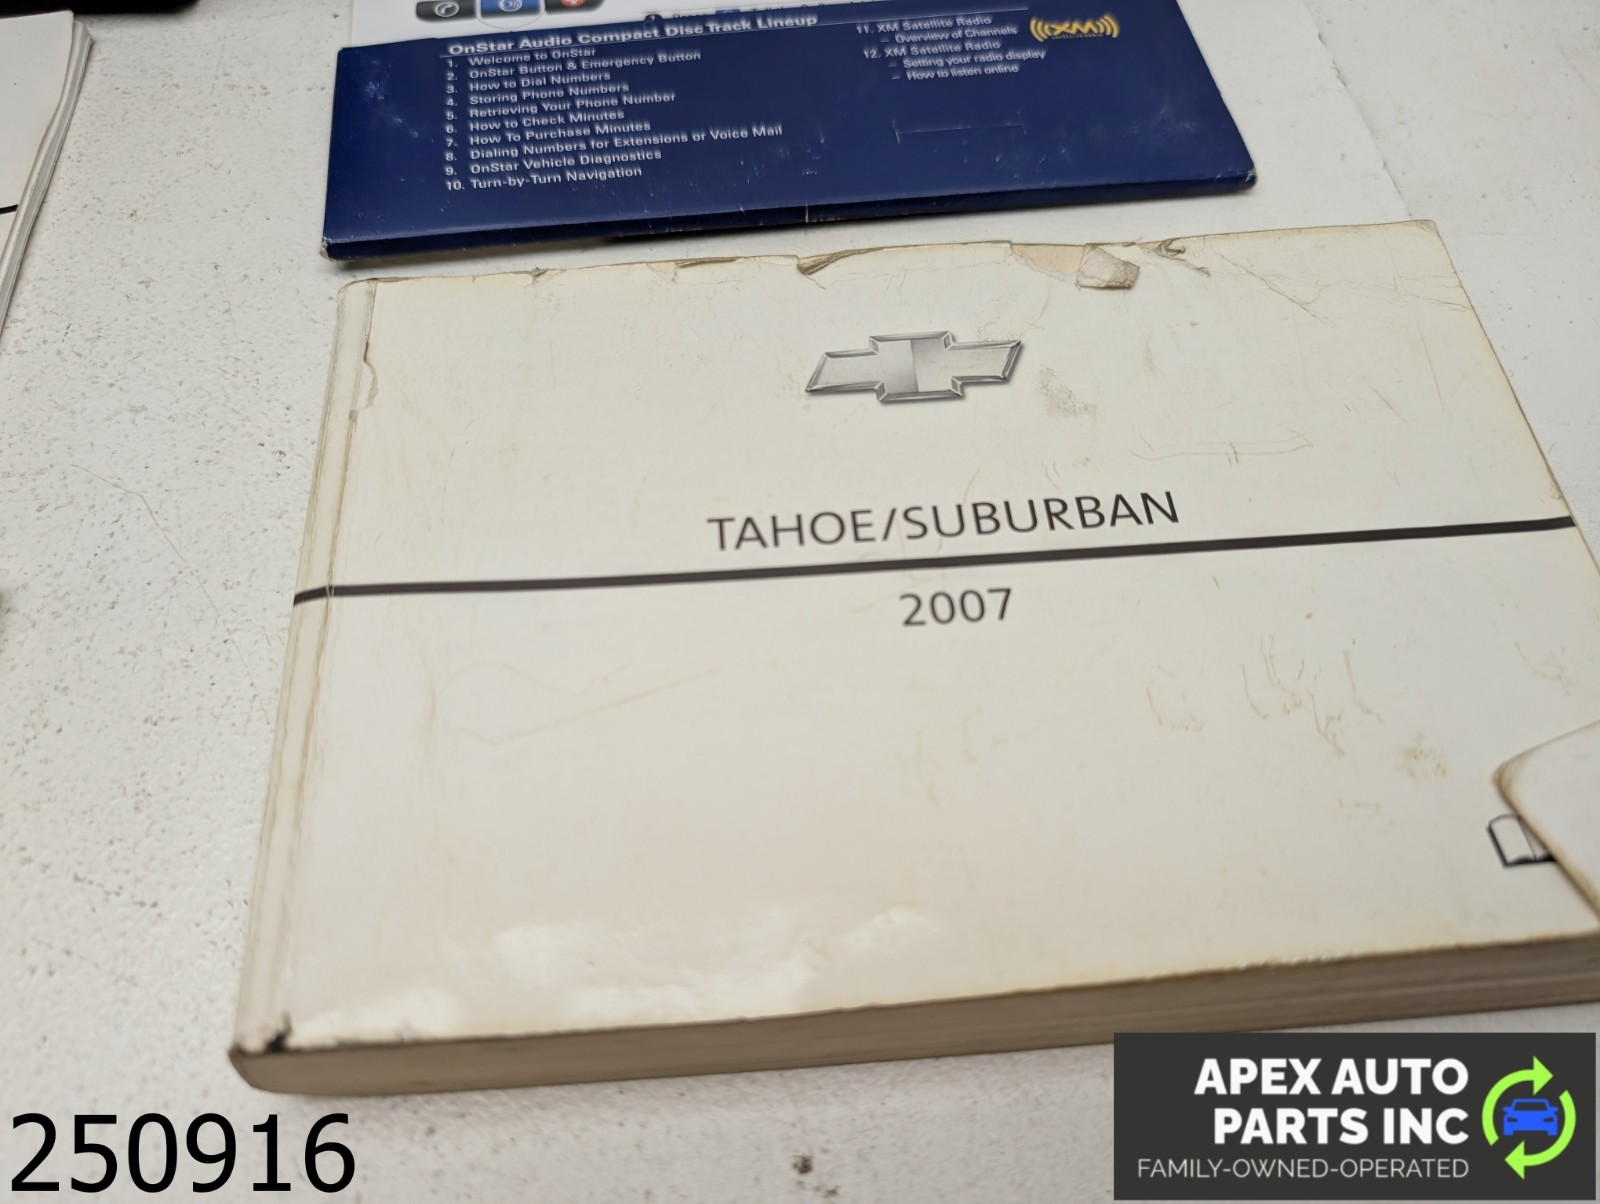 OnStar Audio Compact Disc Track Lineup
1. Welcome to OnStar
2. OnStar Button & Emergency Button
3. How to Dial Numbers
4. Storing Phone Numbers
5. Retrieving Your Phone Number
6. How to Check Minutes
7. How To Purchase Minutes
8. Dialing Numbers for Extensions or Voice Mail
9. OnStar Vehicle Diagnostics
10. Turn-by-Turn Navigation
11. XM Satellite Radio
– Overview of Channels
12. XM Satellite Radio
– Setting your radio display
– How to listen online
XM
SATELLITE RADIO
TAHOE/SUBURBAN
2007
250916
APEX AUTO
PARTS INC
FAMILY-OWNED-OPERATED